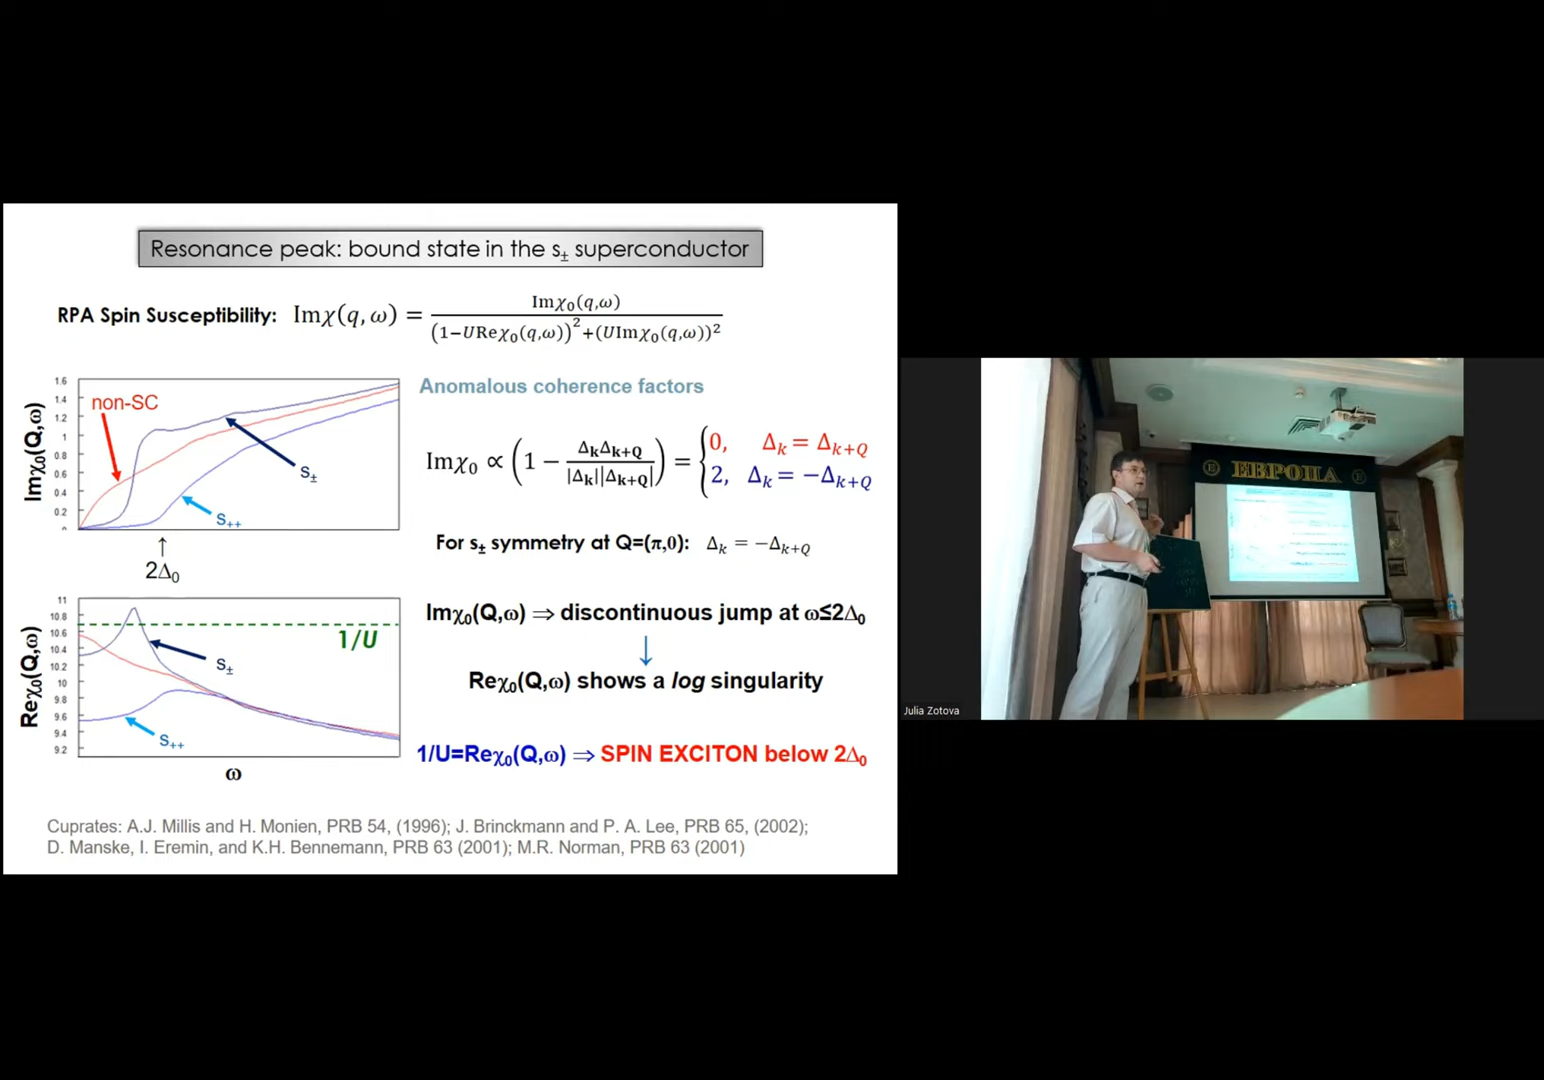 Resonance peak: bound state in the s± superconductor
RPA Spin Susceptibility: Imχ(q, ω) = Imχ₀(q,ω) / (1−UReχ₀(q,ω))²+(UImχ₀(q,ω))²
Imχ₀(Q,ω)
1.6
1.4
1.2
1
0.8
0.6
0.4
0.2
non-SC
s±
s++
↑
2Δ₀
Anomalous coherence factors
Imχ₀ ∝ (1 − ΔₖΔₖ₊Q / |Δₖ||Δₖ₊Q|) = { 0, Δₖ = Δₖ₊Q
2, Δₖ = −Δₖ₊Q
For s± symmetry at Q=(π,0): Δₖ = −Δₖ₊Q
Imχ₀(Q,ω) ⇒ discontinuous jump at ω≤2Δ₀
↓
Reχ₀(Q,ω) shows a log singularity
1/U=Reχ₀(Q,ω) ⇒ SPIN EXCITON below 2Δ₀
Reχ₀(Q,ω)
11
10.8
10.6
10.4
10.2
10
9.8
9.6
9.4
9.2
1/U
s±
s++
ω
Cuprates: A.J. Millis and H. Monien, PRB 54, (1996); J. Brinckmann and P. A. Lee, PRB 65, (2002);
D. Manske, I. Eremin, and K.H. Bennemann, PRB 63 (2001); M.R. Norman, PRB 63 (2001)
E ЕВРОПА E
Julia Zotova